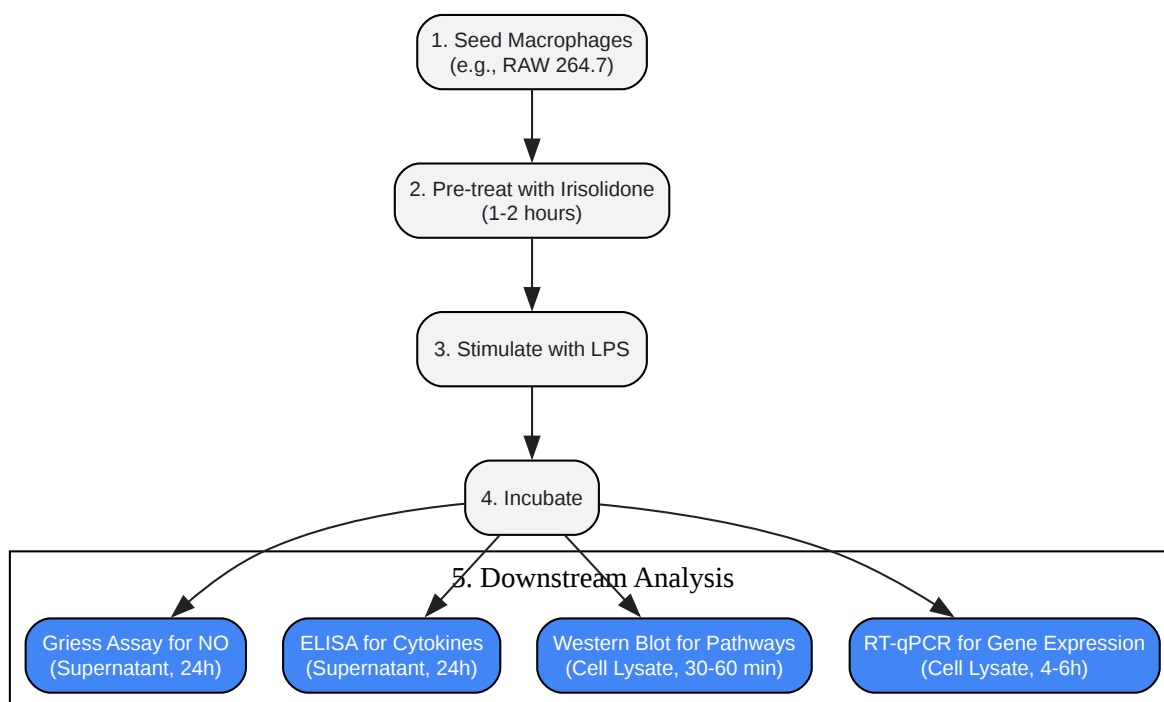 1. Seed Macrophages
(e.g., RAW 264.7)
2. Pre-treat with Irisolidone
(1-2 hours)
3. Stimulate with LPS
4. Incubate
5. Downstream Analysis
Griess Assay for NO
(Supernatant, 24h)
ELISA for Cytokines
(Supernatant, 24h)
Western Blot for Pathways
(Cell Lysate, 30-60 min)
RT-qPCR for Gene Expression
(Cell Lysate, 4-6h)